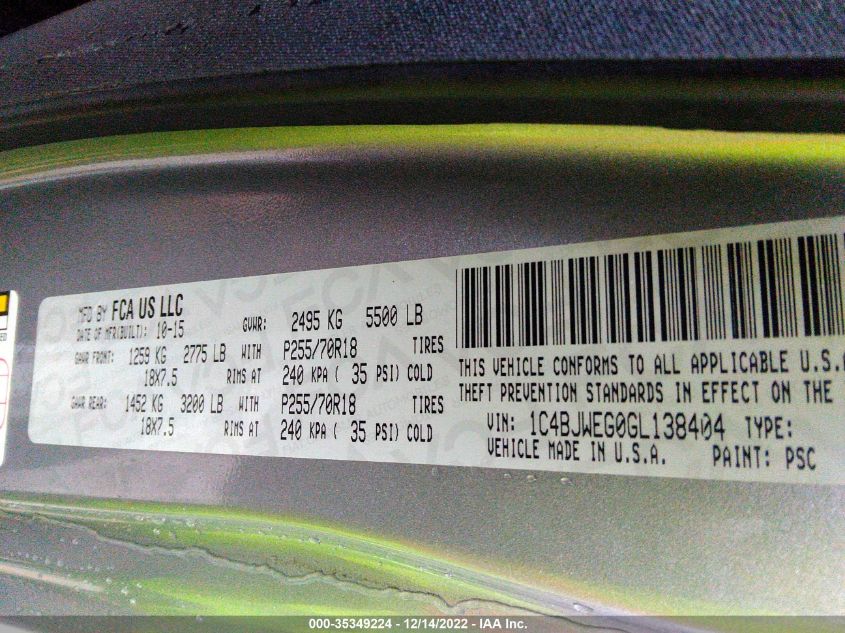 MFD BY FCA US LLC
DATE OF MFR(BUILT): 10-15 GVWR: 2495 KG 5500 LB
GAWR FRONT: 1259 KG 2775 LB WITH P255/70R18 TIRES
18X7.5 RIMS AT 240 KPA ( 35 PSI) COLD
GAWR REAR: 1452 KG 3200 LB WITH P255/70R18 TIRES
18X7.5 RIMS AT 240 KPA ( 35 PSI) COLD
THIS VEHICLE CONFORMS TO ALL APPLICABLE U.S.A
THEFT PREVENTION STANDARDS IN EFFECT ON THE
VIN: 1C4BJWEG0GL138404 TYPE:
VEHICLE MADE IN U.S.A. PAINT: PSC
000-35349224 - 12/14/2022 - IAA Inc.